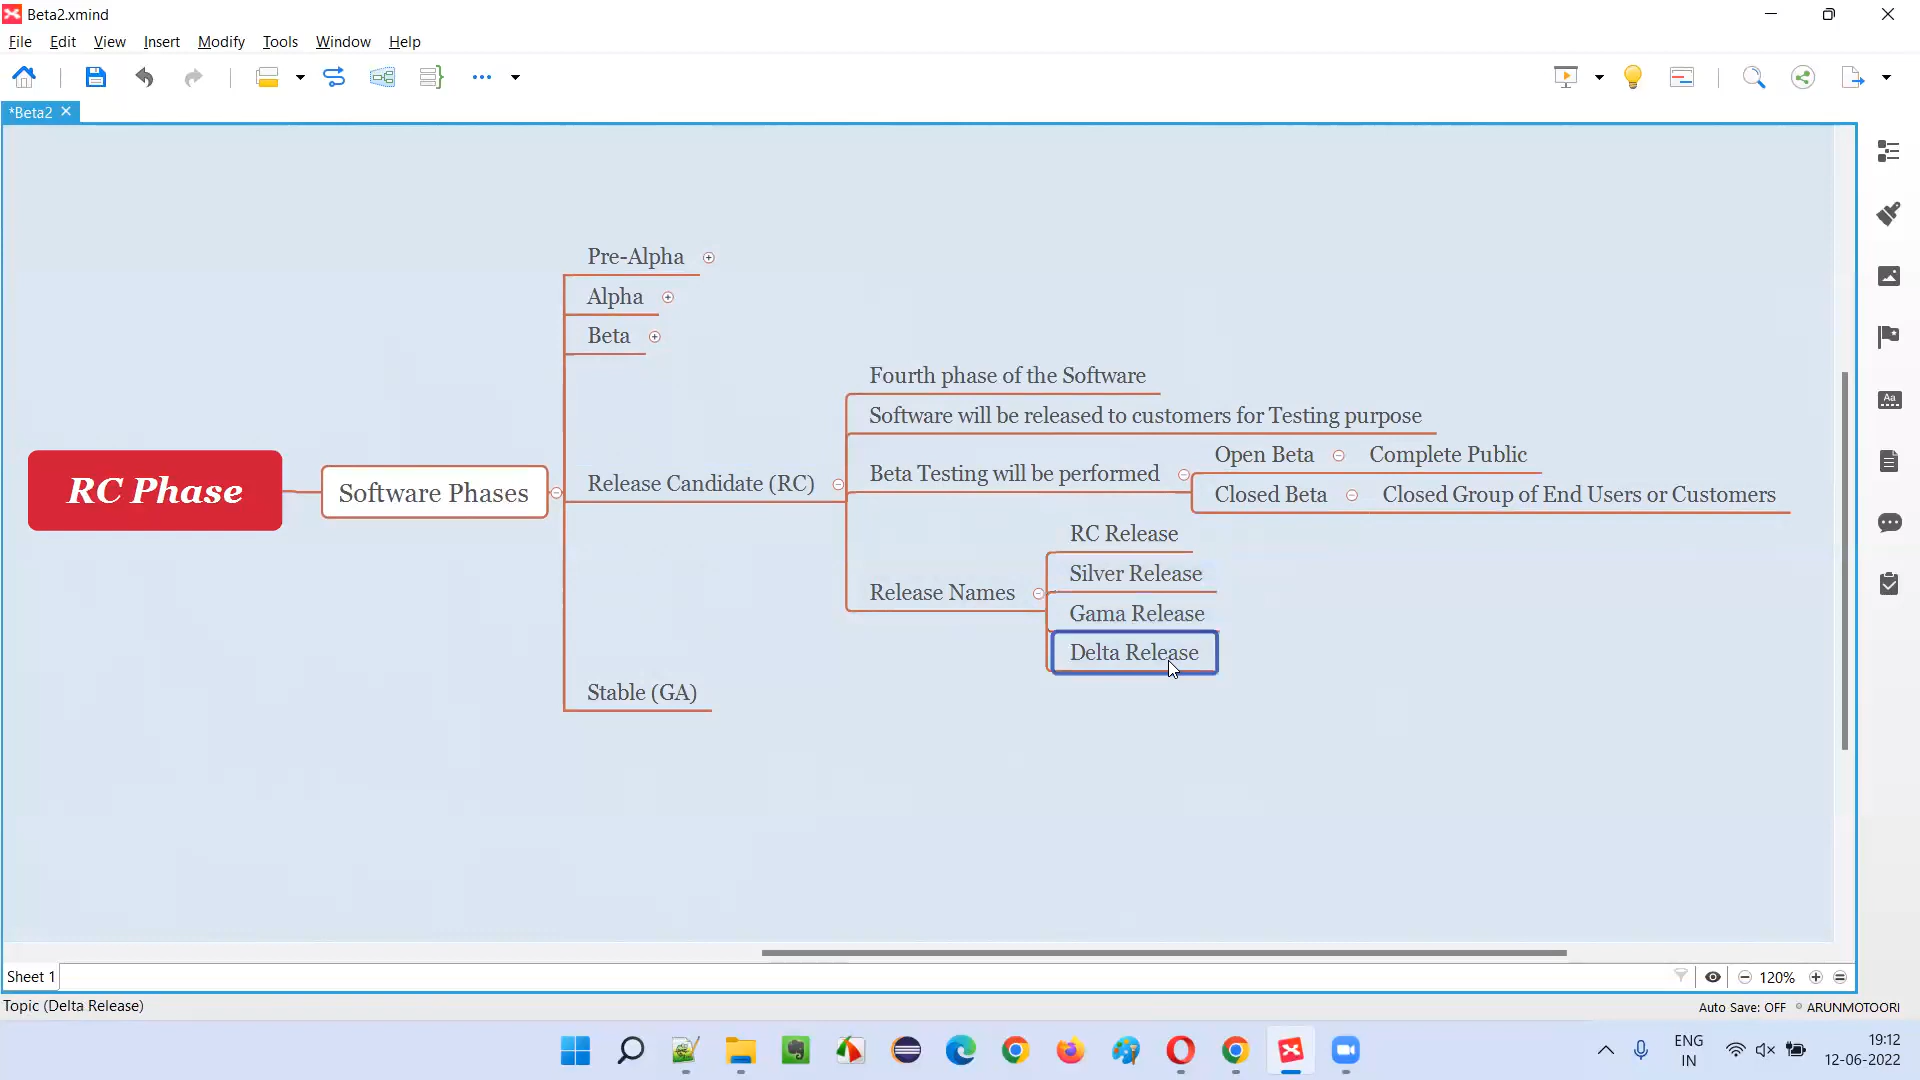 Beta2.xmind
File Edit View Insert Modify Tools Window Help
*Beta2
Pre-Alpha
Alpha
Beta
Fourth phase of the Software
Software will be released to customers for Testing purpose
Open Beta Complete Public
Beta Testing will be performed
RC Phase Software Phases Release Candidate (RC) Closed Beta Closed Group of End Users or Customers
RC Release
Silver Release
Release Names
Gama Release
Delta Release
Stable (GA)
Sheet 1
120%
Topic (Delta Release)
Auto Save: OFF ARUNMOTOORI
ENG
IN
19:12
12-06-2022
Aa